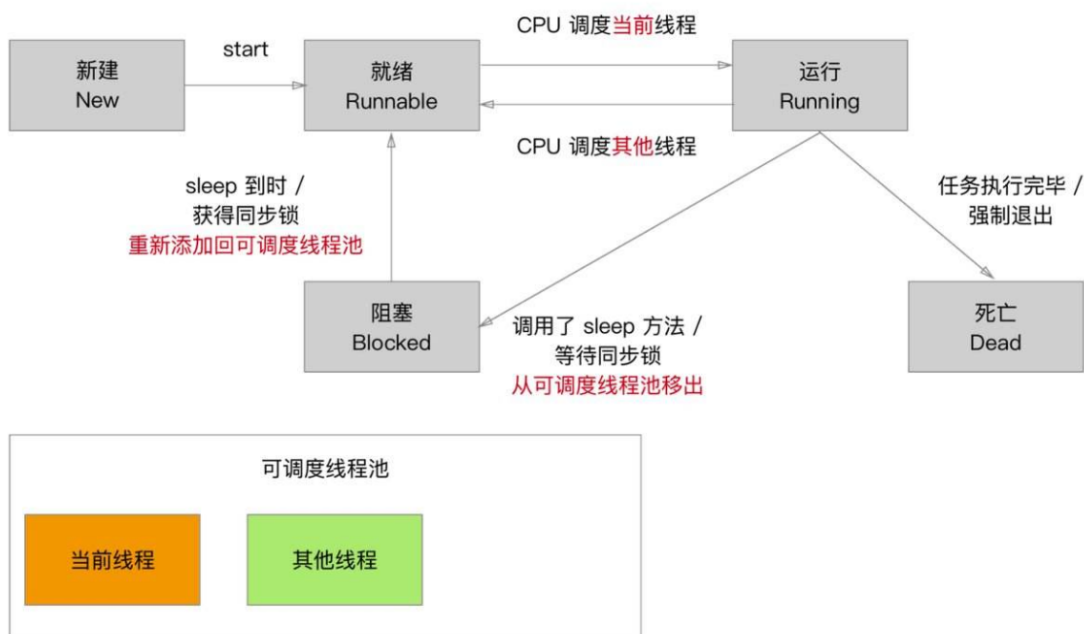 CPU 调度当前线程
start
新建
New
就绪
Runnable
运行
Running
CPU 调度其他线程
sleep 到时 /
获得同步锁
重新添加回可调度线程池
任务执行完毕 /
强制退出
阻塞
Blocked
调用了 sleep 方法 /
等待同步锁
从可调度线程池移出
死亡
Dead
可调度线程池
当前线程
其他线程